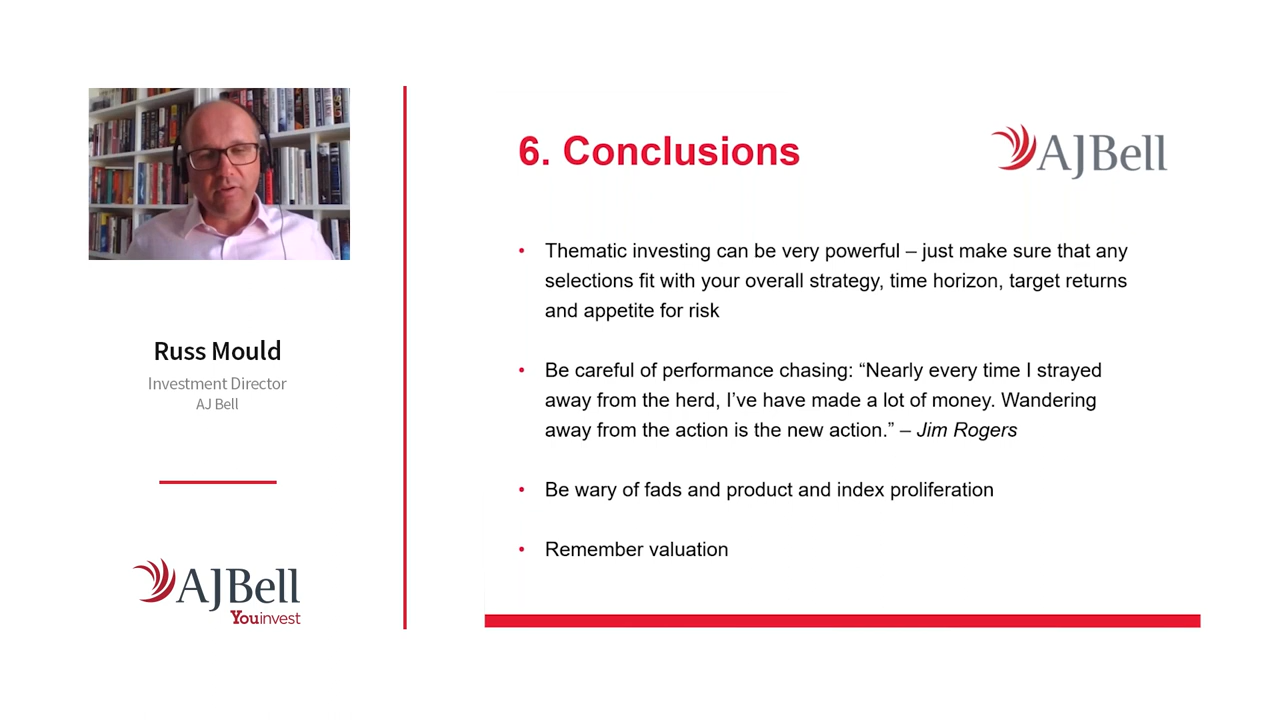 Russ Mould
Investment Director
AJ Bell
AJBell
Youinvest
6. Conclusions
AJBell
• Thematic investing can be very powerful – just make sure that any
selections fit with your overall strategy, time horizon, target returns
and appetite for risk
• Be careful of performance chasing: “Nearly every time I strayed
away from the herd, I’ve have made a lot of money. Wandering
away from the action is the new action.” – Jim Rogers
• Be wary of fads and product and index proliferation
• Remember valuation